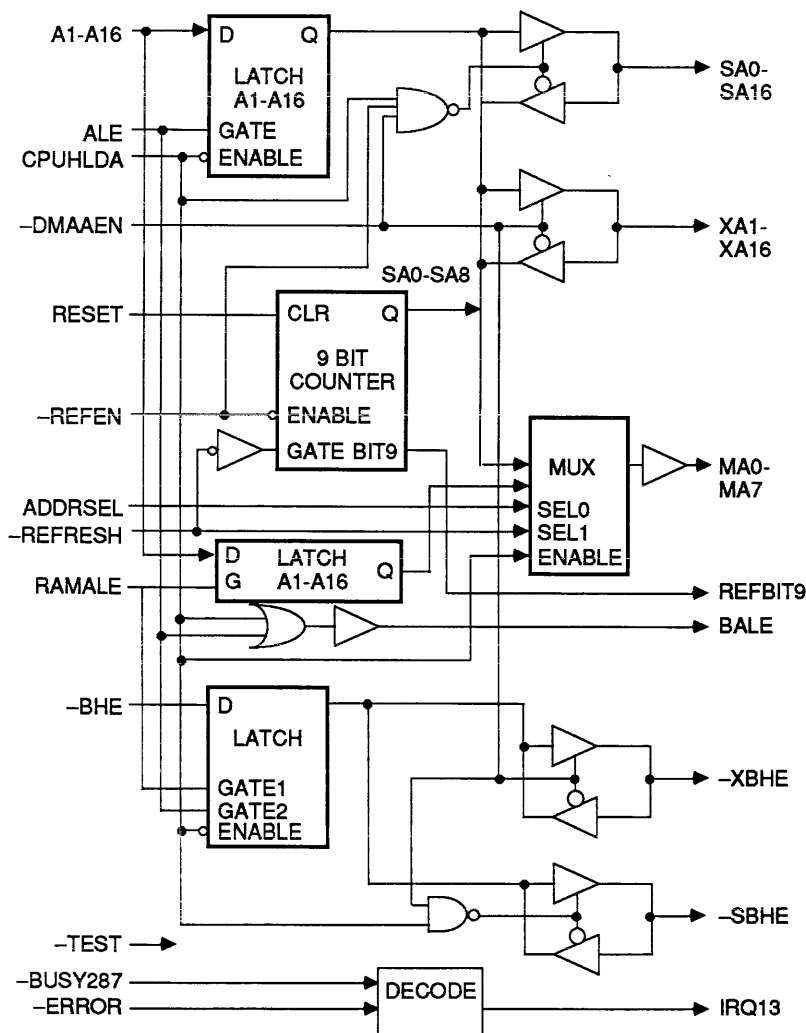 A1-A16
D
Q
LATCH
A1-A16
SA0-
SA16
ALE
GATE
CPUHLDA
ENABLE
–DMAAEN
XA1-
XA16
SA0-SA8
RESET
CLR
Q
9 BIT
COUNTER
–REFEN
ENABLE
GATE BIT9
MUX
MA0-
MA7
ADDRSEL
SEL0
–REFRESH
SEL1
D
LATCH
Q
ENABLE
RAMALE
G
A1-A16
REFBIT9
BALE
–BHE
D
LATCH
–XBHE
GATE1
GATE2
ENABLE
–SBHE
–TEST
–BUSY287
DECODE
–ERROR
IRQ13